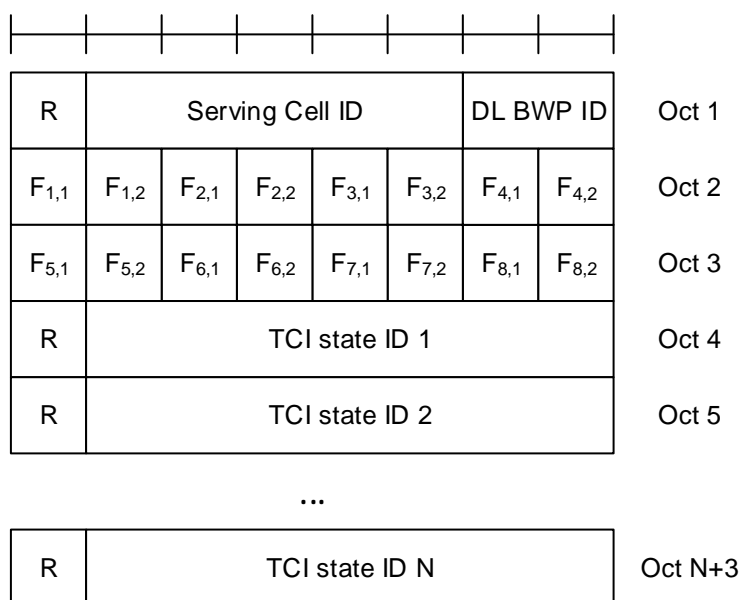 R Serving Cell ID DL BWP ID Oct 1
F1,1 F1,2 F2,1 F2,2 F3,1 F3,2 F4,1 F4,2 Oct 2
F5,1 F5,2 F6,1 F6,2 F7,1 F7,2 F8,1 F8,2 Oct 3
R TCI state ID 1 Oct 4
R TCI state ID 2 Oct 5
...
R TCI state ID N Oct N+3